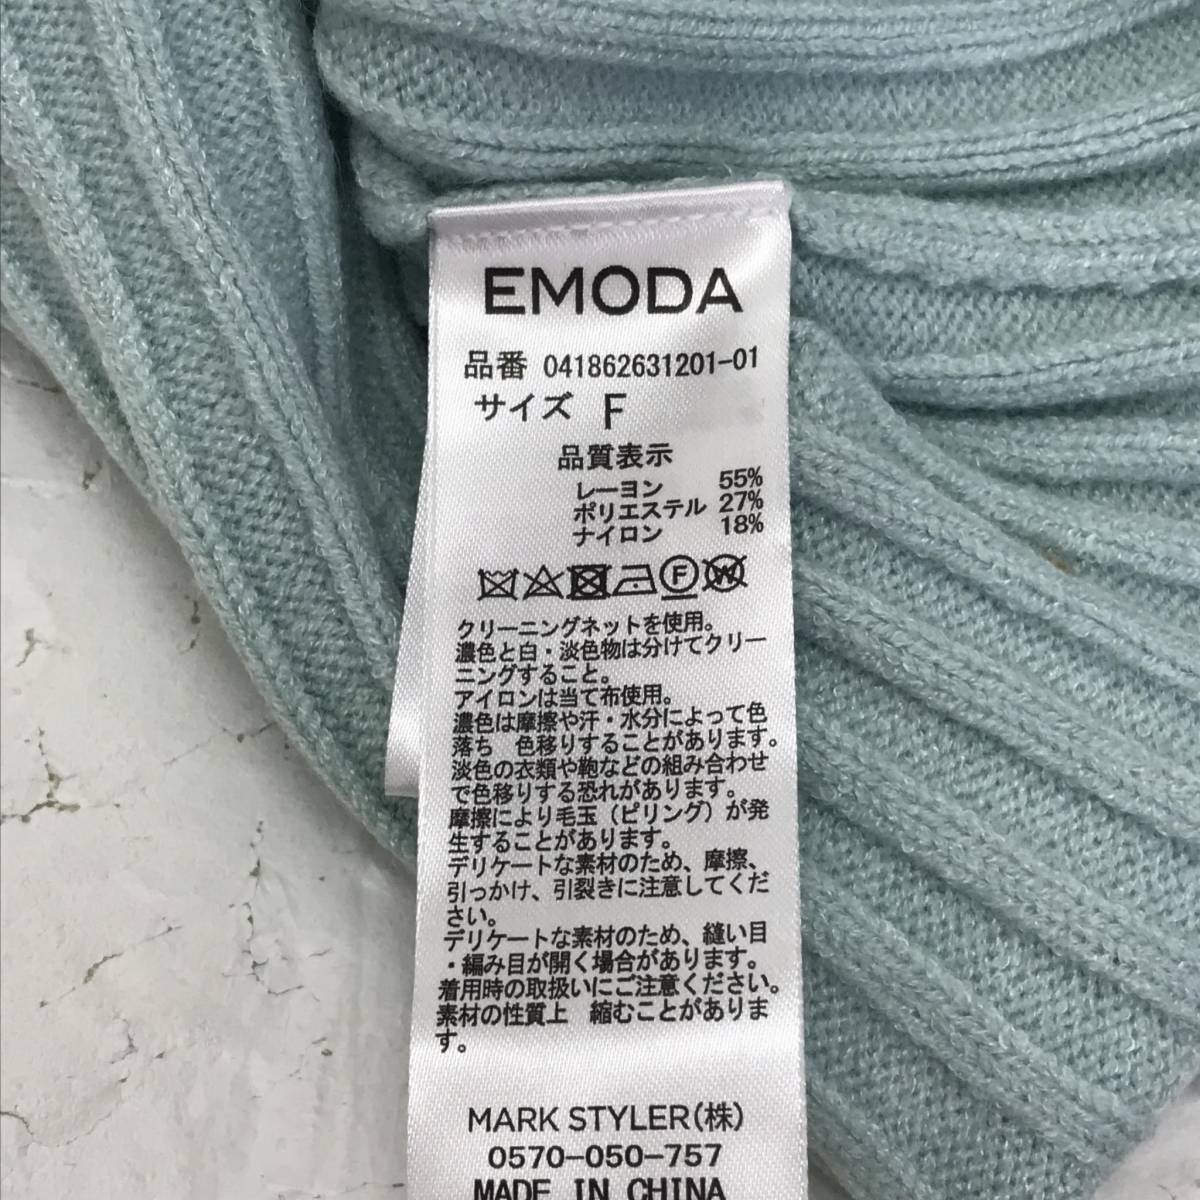 EMODA
品番 041862631201-01
サイズ F
品質表示
レーヨン 55%
ポリエステル 27%
ナイロン 18%
F W
クリーニングネットを使用。
濃色と白・淡色物は分けてクリー
ニングすること。
アイロンは当て布使用。
濃色は摩擦や汗・水分によって色
落ち 色移りすることがあります。
淡色の衣類や鞄などの組み合わせ
で色移りする恐れがあります。
摩擦により毛玉（ピリング）が発
生することがあります。
デリケートな素材のため、摩擦、
引っかけ、引裂きに注意してくだ
さい。
デリケートな素材のため、縫い目
・編み目が開く場合があります。
着用時の取扱いにご注意ください。
素材の性質上 縮むことがありま
す。
MARK STYLER(株)
0570-050-757
MADE IN CHINA